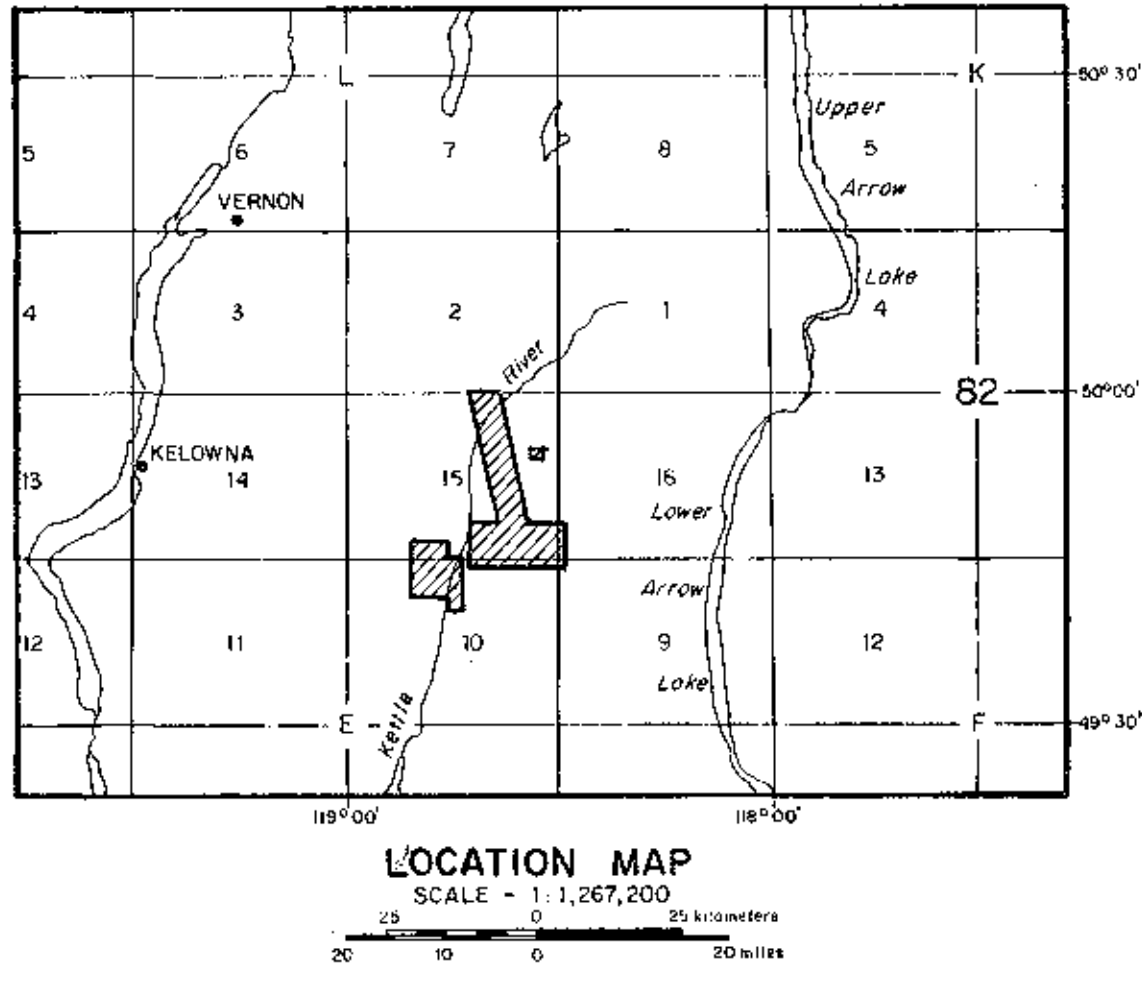 L K 50° 30'
Upper
5 6 7 8 5
Arrow
VERNON
Lake
4 3 2 1 4
River
82 50° 00'
KELOWNA
13 14 15 16 13
Lower
Arrow
12 11 10 9 12
Lake
Kettle
E F 49° 30'
119° 00' 118° 00'
LOCATION MAP
SCALE - 1:1,267,200
25 0 25 kilometers
20 10 0 20 miles